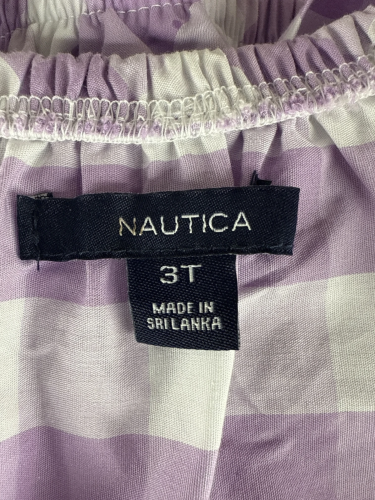 NAUTICA
3T
MADE IN
SRI LANKA